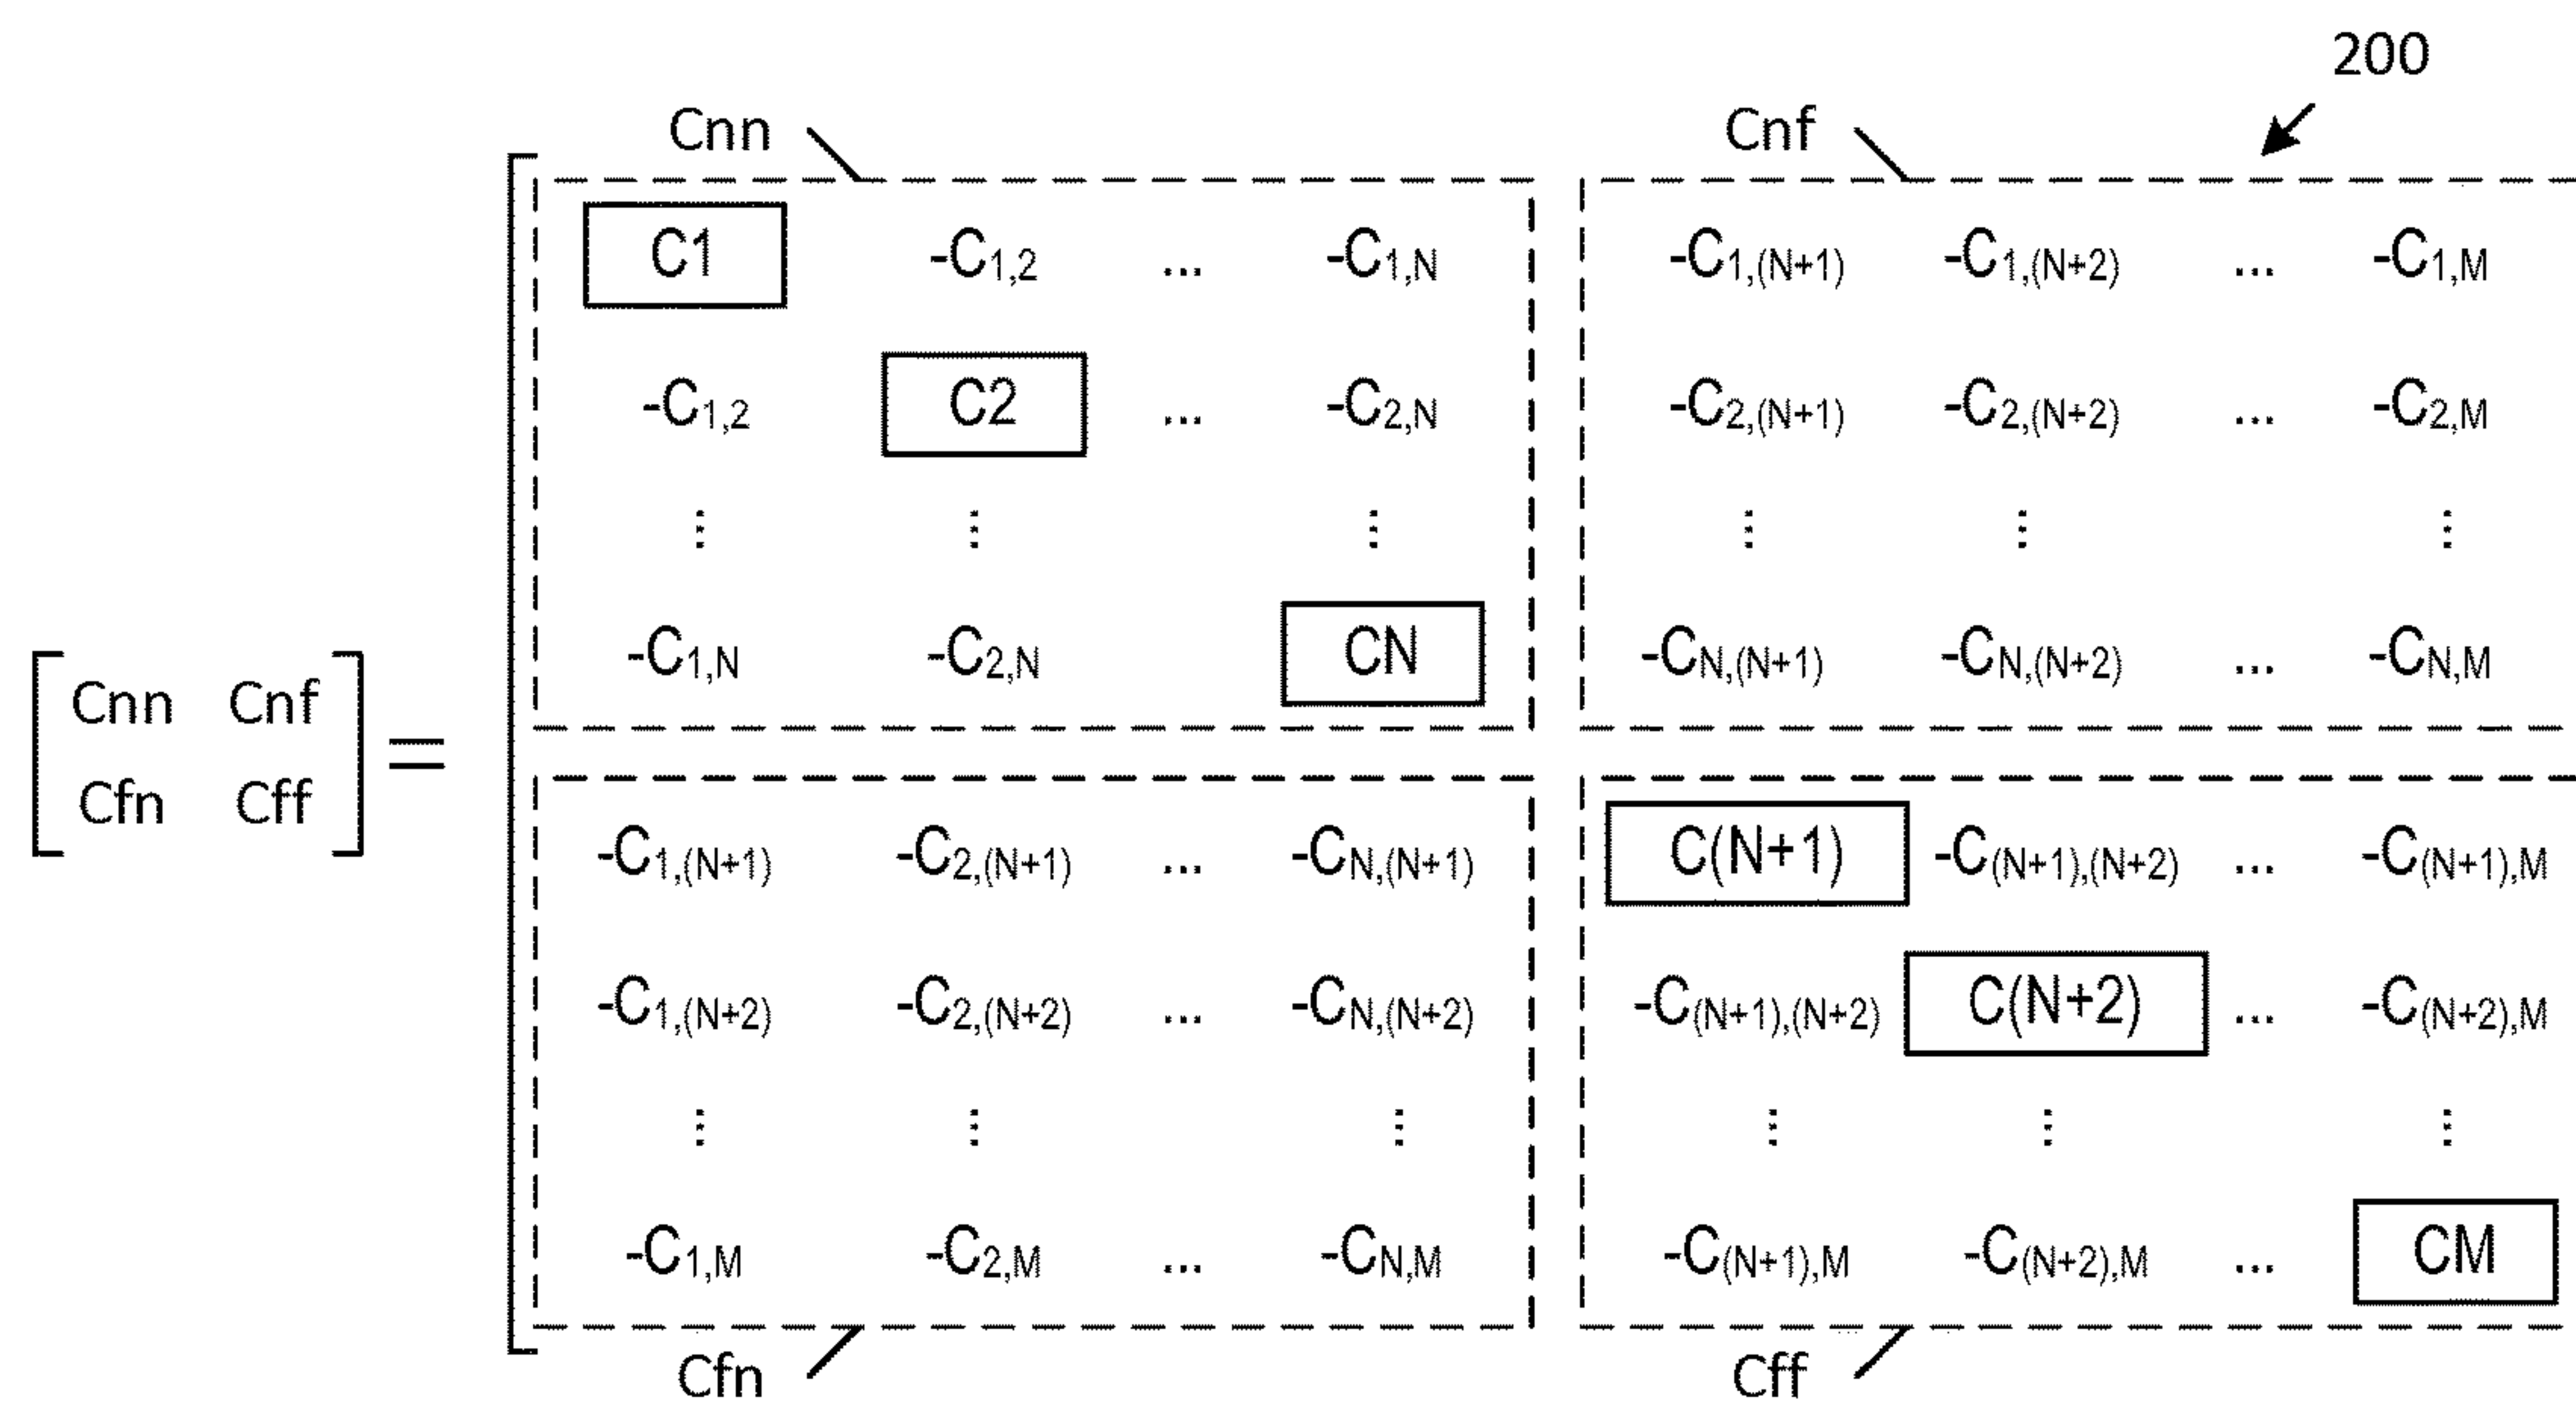 200
Cnn Cnf
C1 -C1,2 ... -C1,N -C1,(N+1) -C1,(N+2) ... -C1,M
-C1,2 C2 ... -C2,N -C2,(N+1) -C2,(N+2) ... -C2,M
⋮ ⋮ ⋮ ⋮ ⋮ ⋮
-C1,N -C2,N CN -CN,(N+1) -CN,(N+2) ... -CN,M
Cnn Cnf
Cfn Cff
=
-C1,(N+1) -C2,(N+1) ... -CN,(N+1) C(N+1) -C(N+1),(N+2) ... -C(N+1),M
-C1,(N+2) -C2,(N+2) ... -CN,(N+2) -C(N+1),(N+2) C(N+2) ... -C(N+2),M
⋮ ⋮ ⋮ ⋮ ⋮ ⋮
-C1,M -C2,M ... -CN,M -C(N+1),M -C(N+2),M ... CM
Cfn Cff